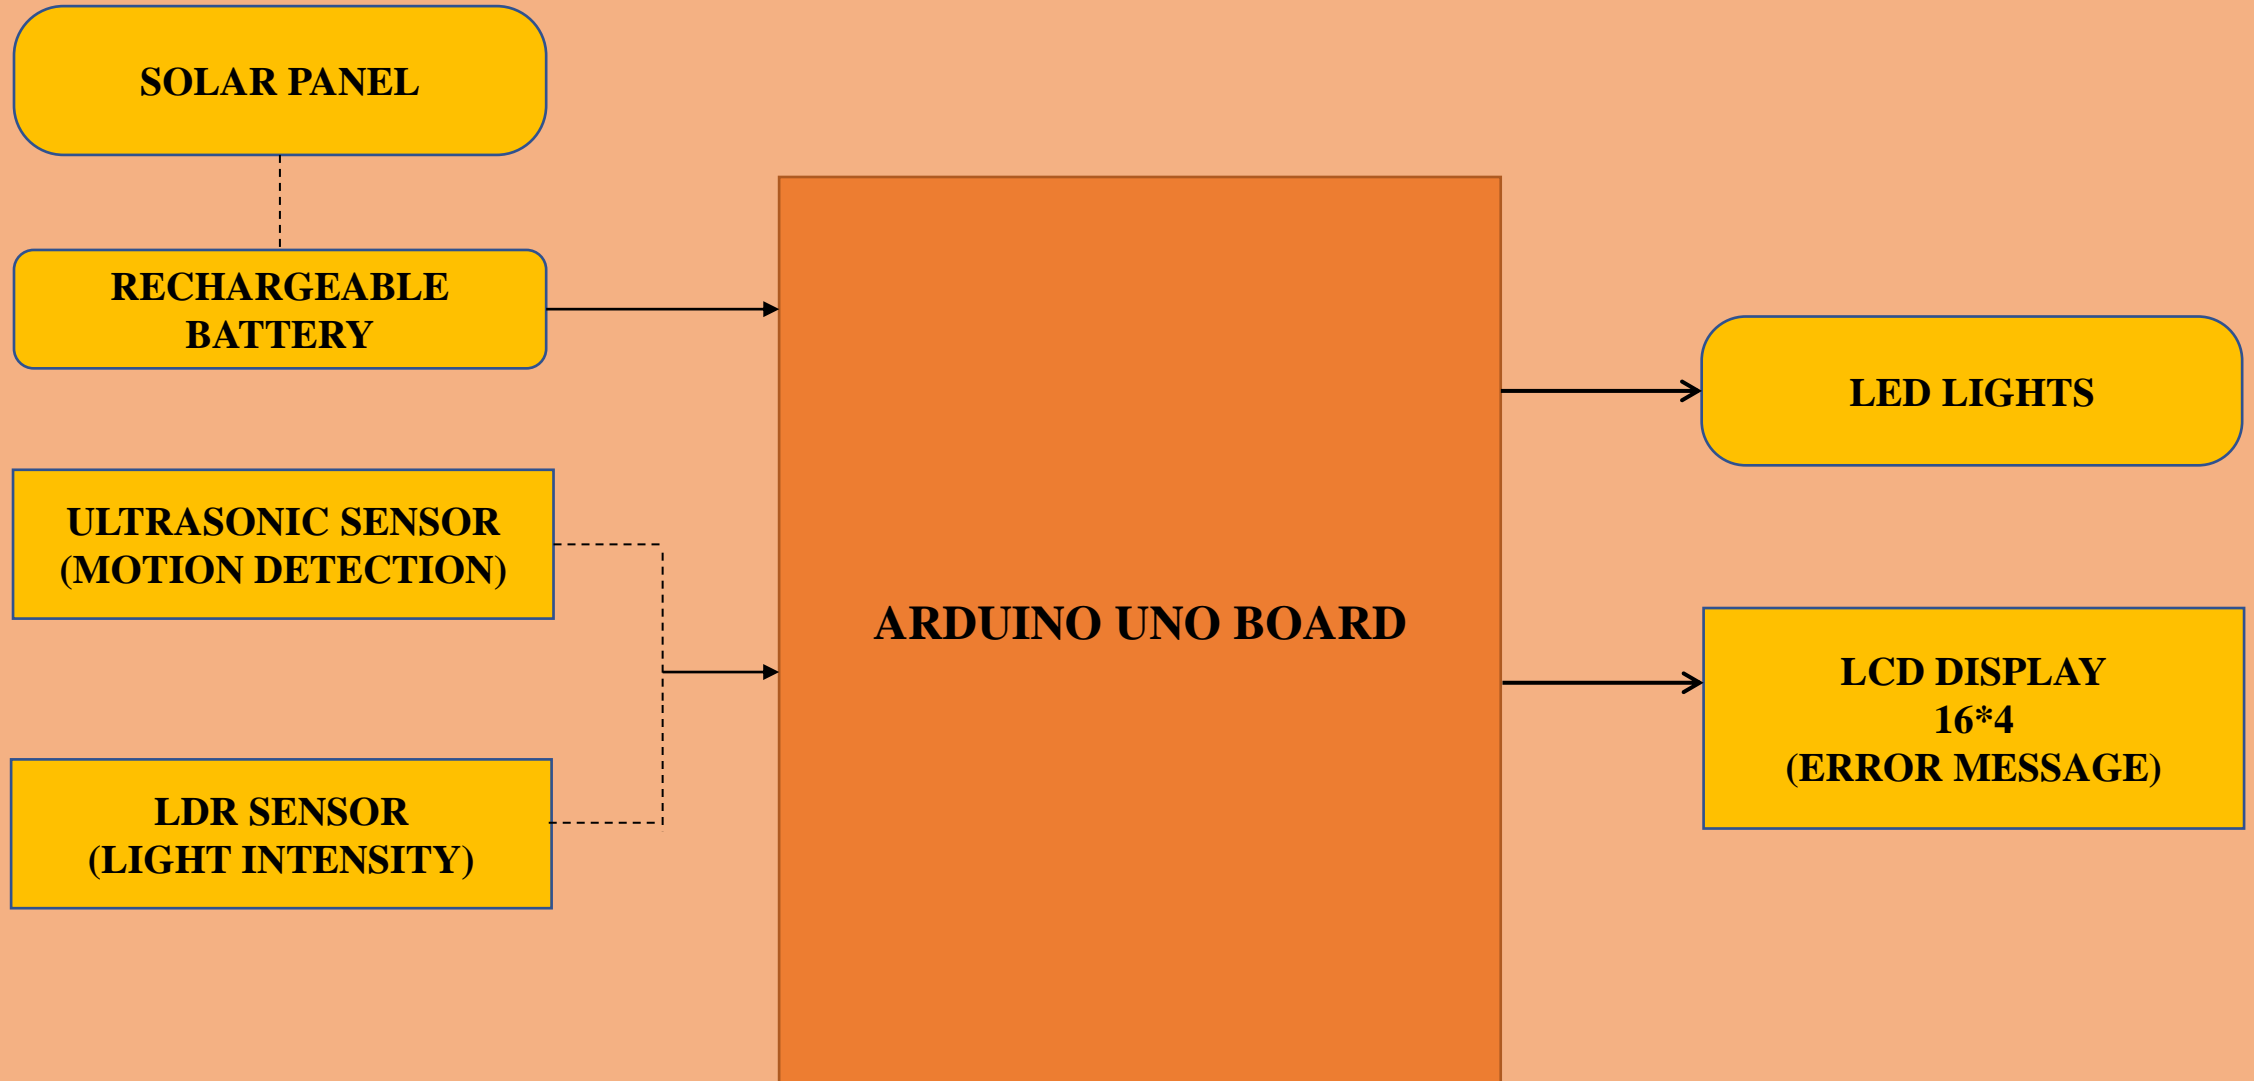 SOLAR PANEL
RECHARGEABLE
BATTERY
ULTRASONIC SENSOR
(MOTION DETECTION)
LDR SENSOR
(LIGHT INTENSITY)
ARDUINO UNO BOARD
LED LIGHTS
LCD DISPLAY
16*4
(ERROR MESSAGE)